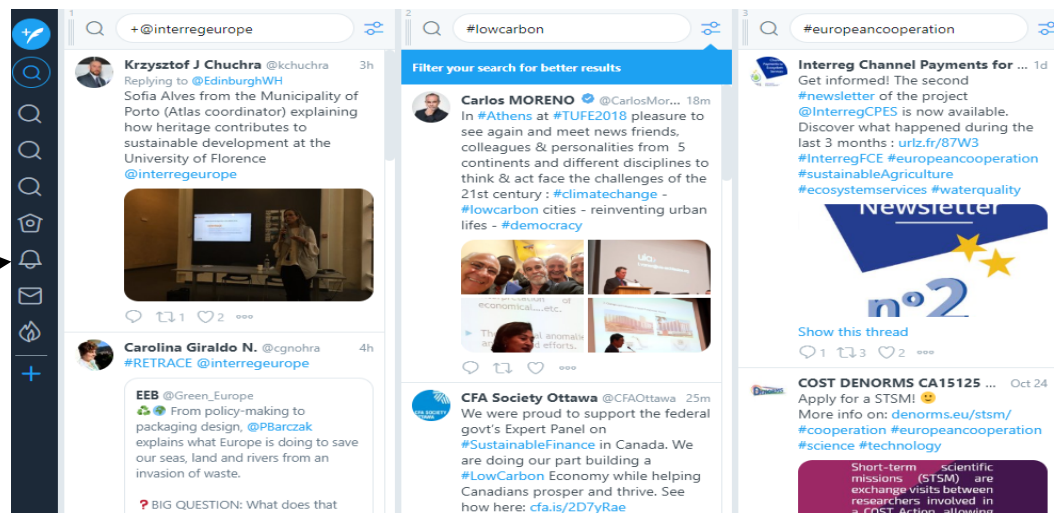 1
+@interregeurope
Krzysztof J Chuchra @kchuchra 3h
Replying to @EdinburghWH
Sofia Alves from the Municipality of
Porto (Atlas coordinator) explaining
how heritage contributes to
sustainable development at the
University of Florence
@interregeurope
1 2
Carolina Giraldo N. @cgnohra 4h
#RETRACE @interregeurope
EEB @Green_Europe
From policy-making to
packaging design, @PBarczak
explains what Europe is doing to save
our seas, land and rivers from an
invasion of waste.
❓BIG QUESTION: What does that
2
#lowcarbon
Filter your search for better results
Carlos MORENO @CarlosMor... 18m
In #Athens at #TUFE2018 pleasure to
see again and meet news friends,
colleagues & personalities from 5
continents and different disciplines to
think & act face the challenges of the
21st century : #climatechange -
#lowcarbon cities - reinventing urban
lifes - #democracy
uia
of
economical....etc.
anomalie
efforts.
CFA Society Ottawa @CFAOttawa 25m
CFA SOCIETY
OTTAWA
We were proud to support the federal
govt's Expert Panel on
#SustainableFinance in Canada. We
are doing our part building a
#LowCarbon Economy while helping
Canadians prosper and thrive. See
how here: cfa.is/2D7yRae
3
#europeancooperation
Interreg Channel Payments for ... 1d
Get informed! The second
#newsletter of the project
@InterregCPES is now available.
Discover what happened during the
last 3 months : urlz.fr/87W3
#InterregFCE #europeancooperation
#sustainableAgriculture
#ecosystemservices #waterquality
Newsletter
n°2
Show this thread
1 3 2
COST DENORMS CA15125 ... Oct 24
Denorms
Apply for a STSM! 🙂
More info on: denorms.eu/stsm/
#cooperation #europeancooperation
#science #technology
Short-term scientific
missions (STSM) are
exchange visits between
researchers involved in
a COST Action, allowing